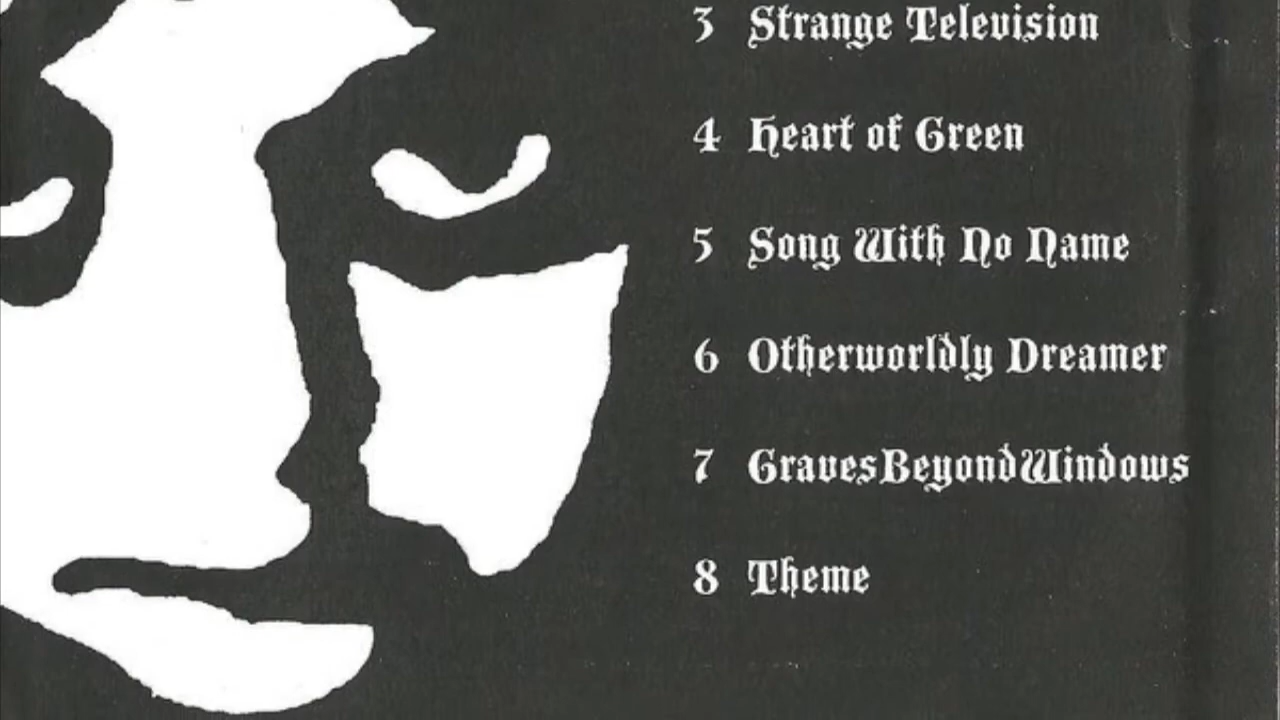 3 Strange Television
4 Heart of Green
5 Song With No Name
6 Otherworldly Dreamer
7 GravesBeyondWindows
8 Theme